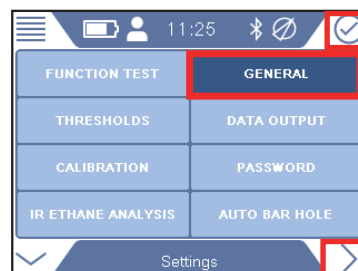 11:25
FUNCTION TEST GENERAL
THRESHOLDS DATA OUTPUT
CALIBRATION PASSWORD
IR ETHANE ANALYSIS AUTO BAR HOLE
Settings